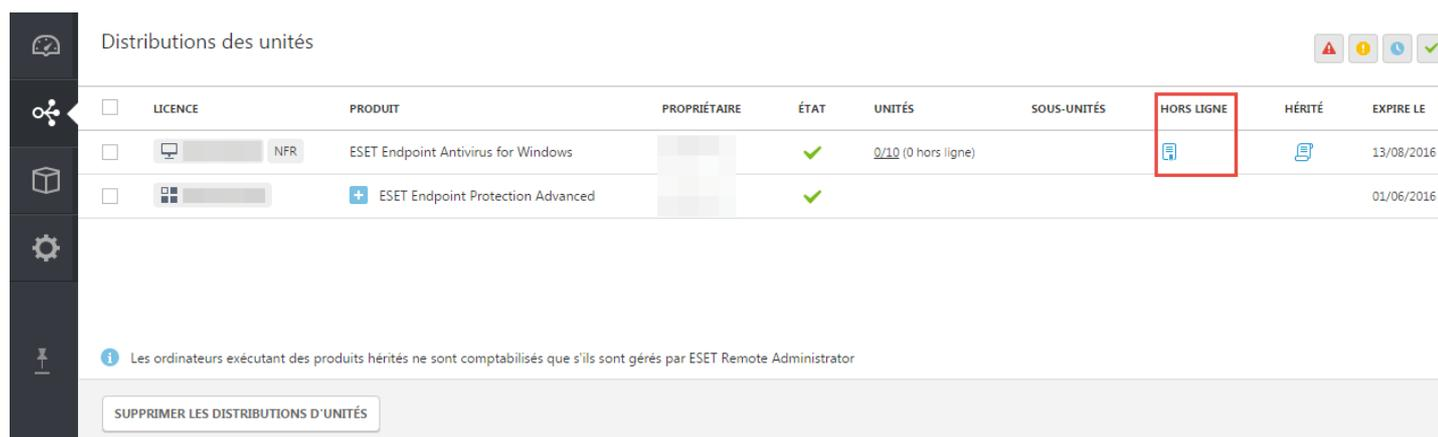 Distributions des unités
LICENCE PRODUIT PROPRIÉTAIRE ÉTAT UNITÉS SOUS-UNITÉS HORS LIGNE HÉRITÉ EXPIRE LE
NFR ESET Endpoint Antivirus for Windows 0/10 (0 hors ligne) 13/08/2016
ESET Endpoint Protection Advanced 01/06/2016
Les ordinateurs exécutant des produits hérités ne sont comptabilisés que s'ils sont gérés par ESET Remote Administrator
SUPPRIMER LES DISTRIBUTIONS D'UNITÉS